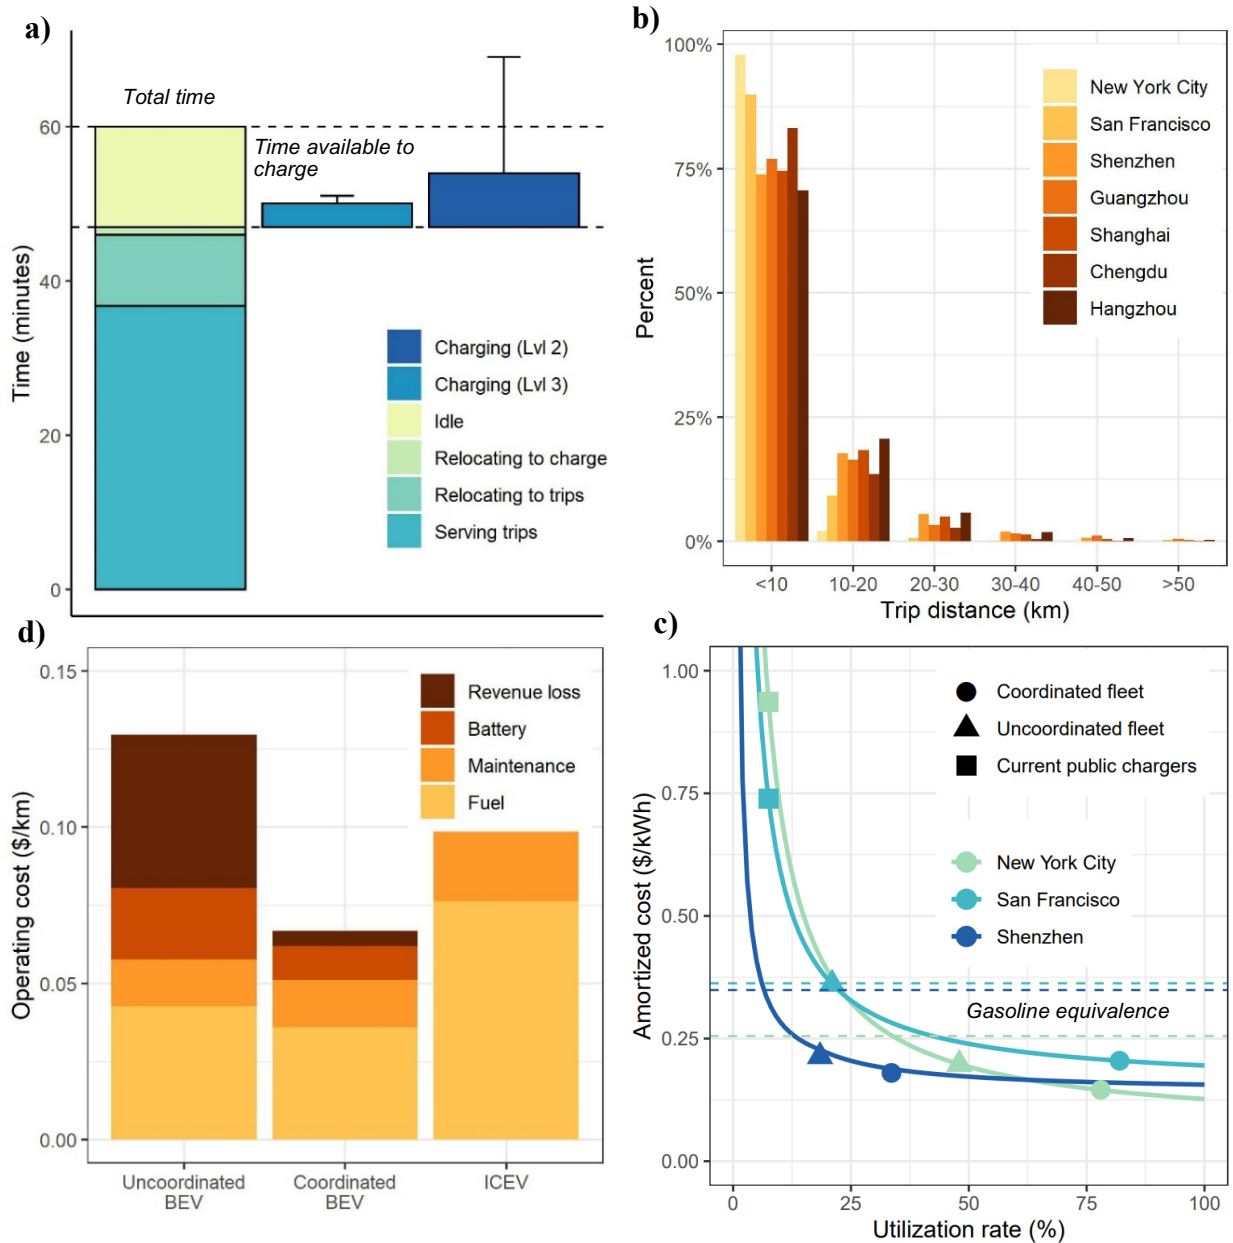 a)
Total time
Time available to
charge
60
40
20
0
Time (minutes)
Charging (Lvl 2)
Charging (Lvl 3)
Idle
Relocating to charge
Relocating to trips
Serving trips
b)
100%
75%
50%
25%
0%
Percent
New York City
San Francisco
Shenzhen
Guangzhou
Shanghai
Chengdu
Hangzhou
<10
10-20
20-30
30-40
40-50
>50
Trip distance (km)
d)
0.15
0.10
0.05
0.00
Operating cost ($/km)
Revenue loss
Battery
Maintenance
Fuel
Uncoordinated
BEV
Coordinated
BEV
ICEV
c)
1.00
0.75
0.50
0.25
0.00
Amortized cost ($/kWh)
Coordinated fleet
Uncoordinated fleet
Current public chargers
New York City
San Francisco
Shenzhen
Gasoline equivalence
0
25
50
75
100
Utilization rate (%)